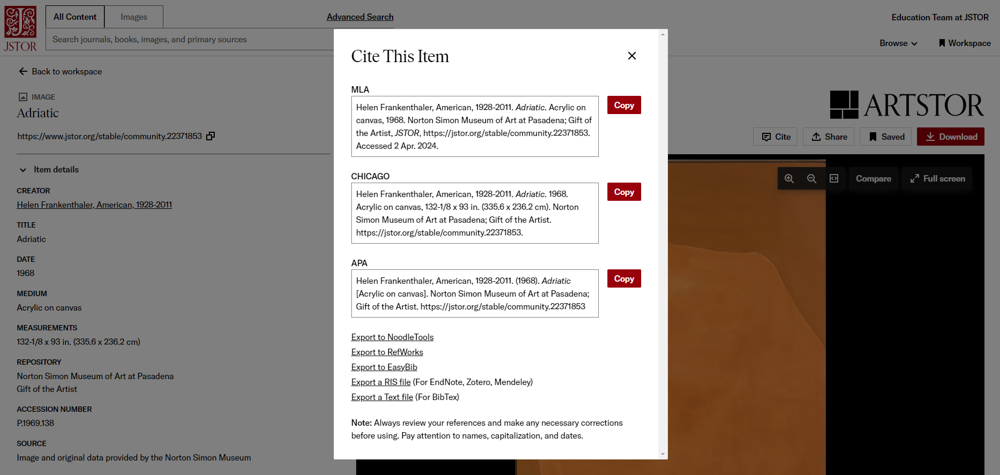 JSTOR
All Content
Images
Advanced Search
Search journals, books, images, and primary sources
Education Team at JSTOR
Browse
Workspace
Back to workspace
IMAGE
Adriatic
https://www.jstor.org/stable/community.22371853
Item details
CREATOR
Helen Frankenthaler, American, 1928-2011
TITLE
Adriatic
DATE
1968
MEDIUM
Acrylic on canvas
MEASUREMENTS
132-1/8 x 93 in. (335.6 x 236.2 cm)
REPOSITORY
Norton Simon Museum of Art at Pasadena
Gift of the Artist
ACCESSION NUMBER
P.1969.138
SOURCE
Image and original data provided by the Norton Simon Museum
Cite This Item
MLA
Helen Frankenthaler, American, 1928-2011. Adriatic. Acrylic on
canvas, 1968. Norton Simon Museum of Art at Pasadena; Gift of
the Artist, JSTOR, https://jstor.org/stable/community.22371853.
Accessed 2 Apr. 2024.
Copy
CHICAGO
Helen Frankenthaler, American, 1928-2011. Adriatic. 1968.
Acrylic on canvas, 132-1/8 x 93 in. (335.6 x 236.2 cm). Norton
Simon Museum of Art at Pasadena; Gift of the Artist.
https://jstor.org/stable/community.22371853.
Copy
APA
Helen Frankenthaler, American, 1928-2011. (1968). Adriatic
[Acrylic on canvas]. Norton Simon Museum of Art at Pasadena;
Gift of the Artist. https://jstor.org/stable/community.22371853
Copy
Export to NoodleTools
Export to RefWorks
Export to EasyBib
Export a RIS file (For EndNote, Zotero, Mendeley)
Export a Text file (For BibTex)
Note: Always review your references and make any necessary corrections
before using. Pay attention to names, capitalization, and dates.
ARTSTOR
Cite
Share
Saved
Download
Compare
Full screen